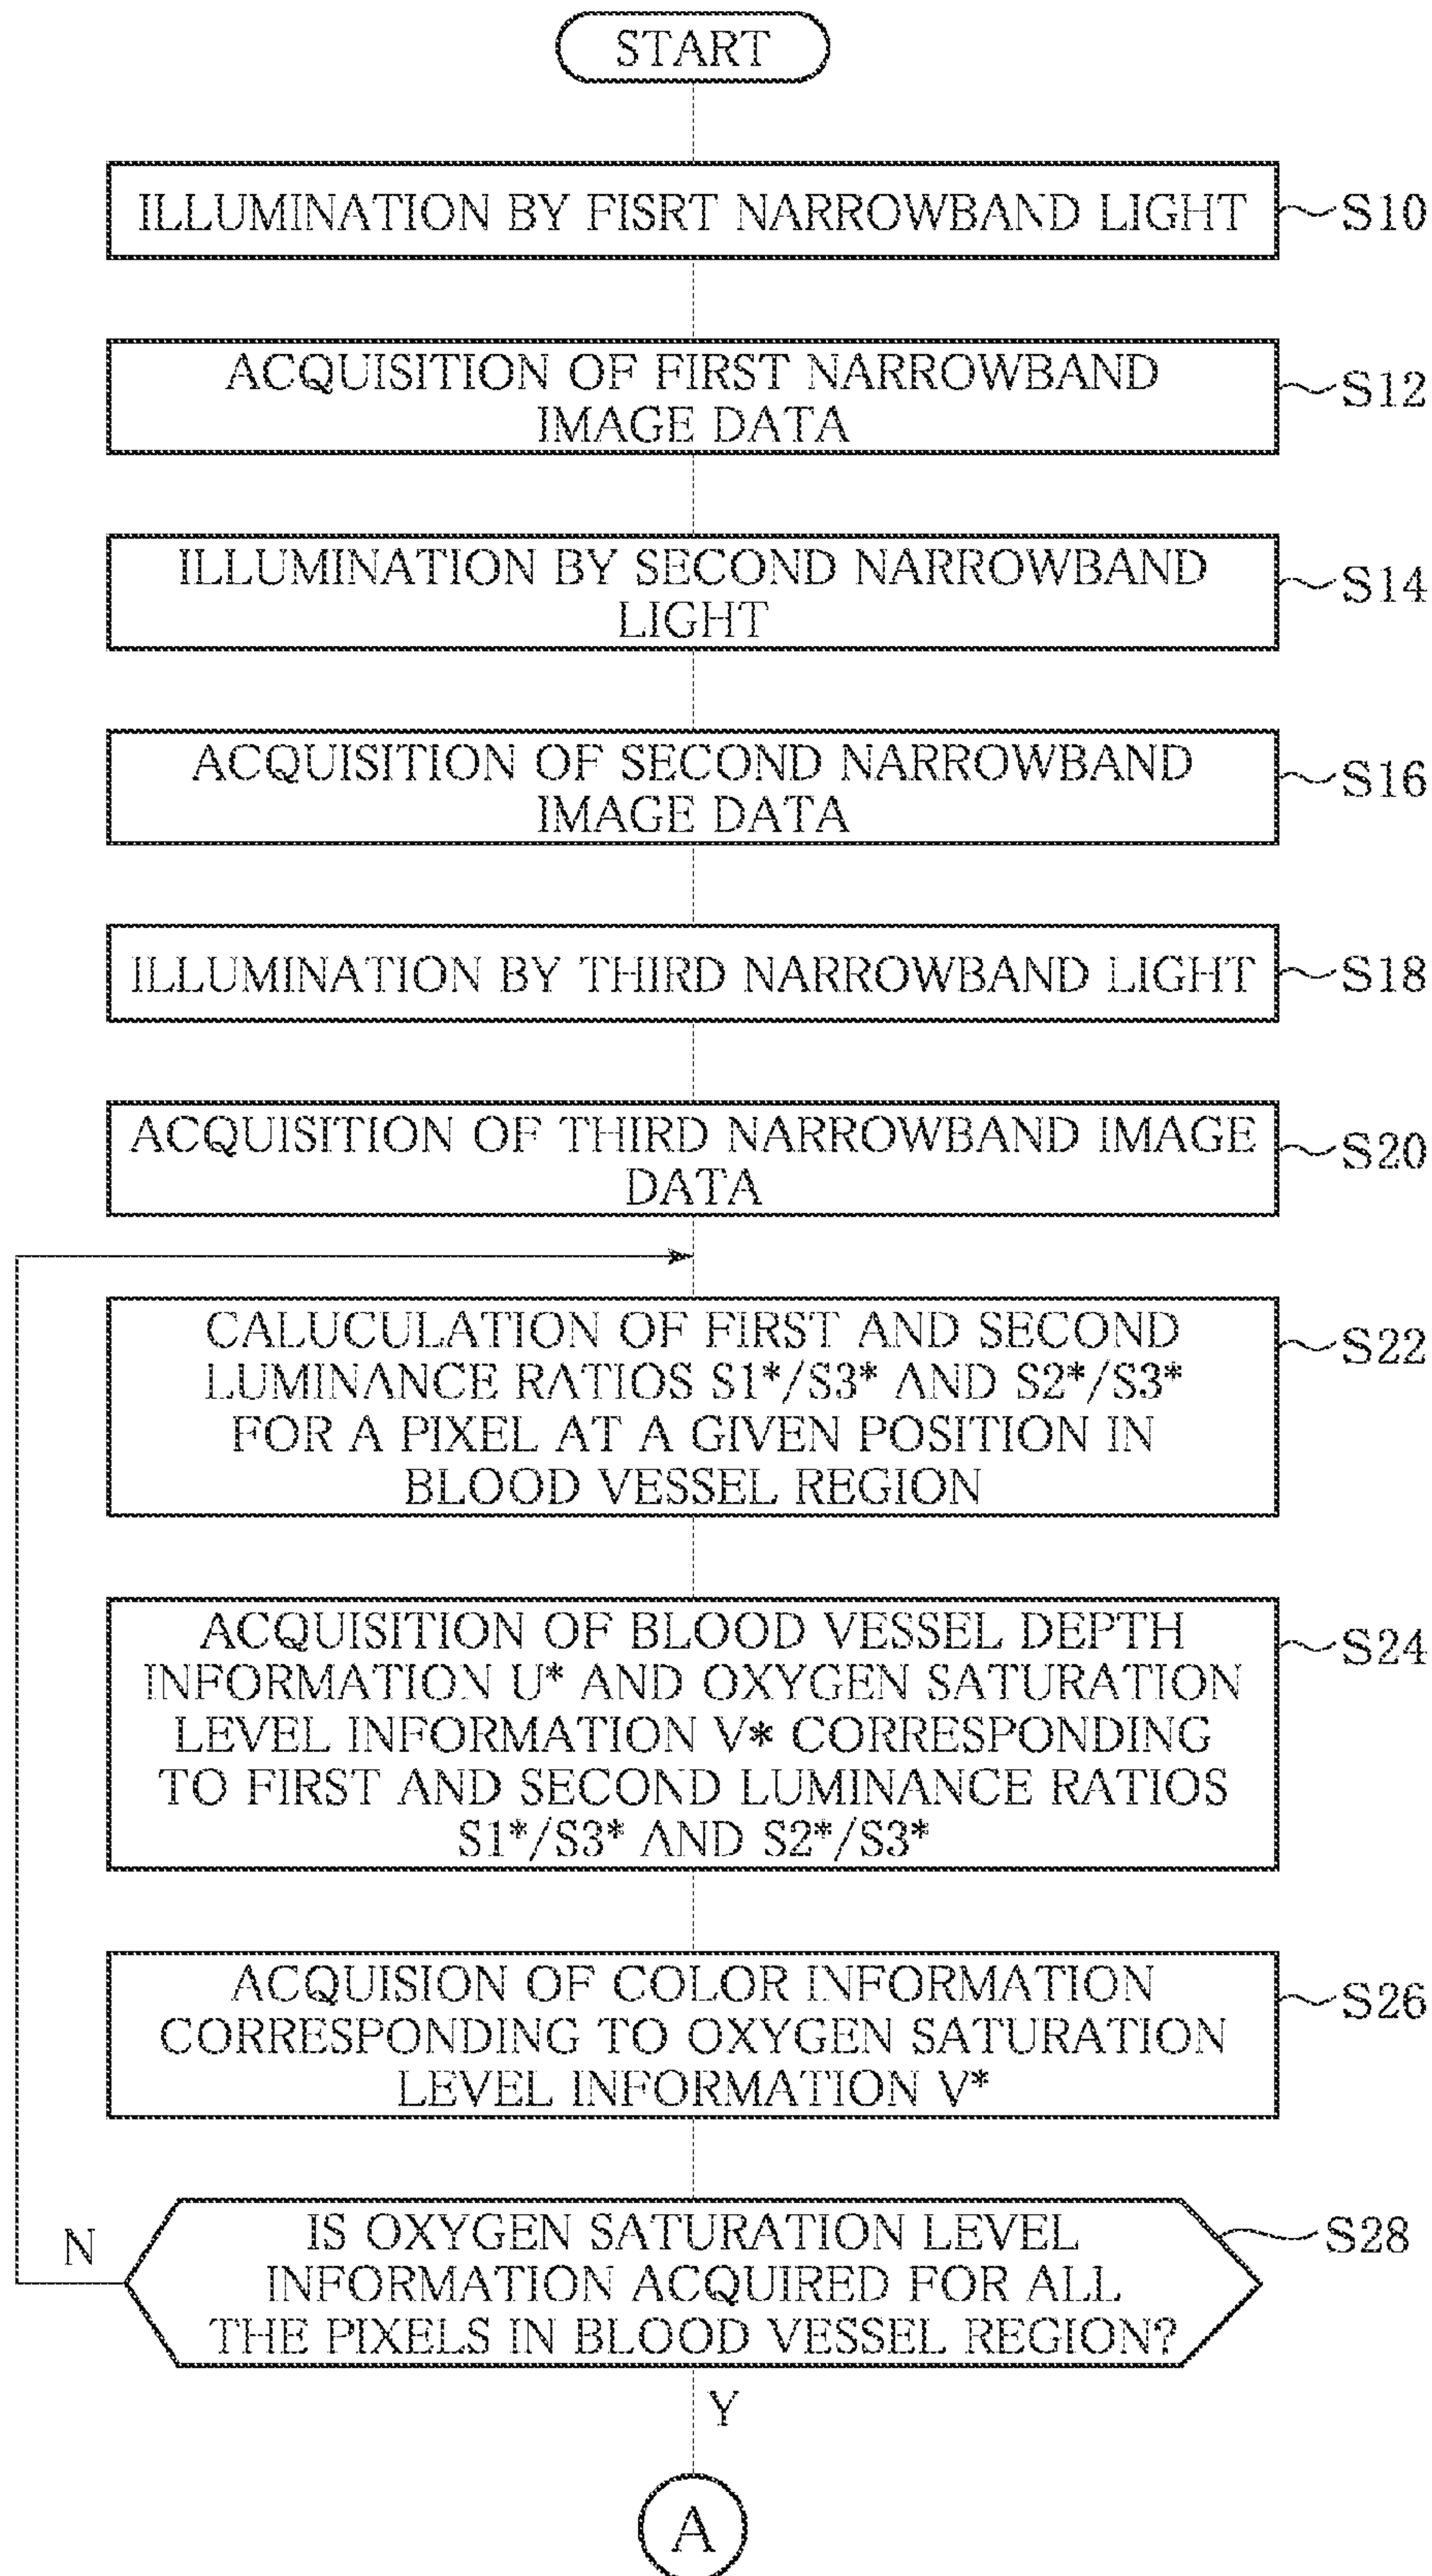 START
ILLUMINATION BY FISRT NARROWBAND LIGHT
S10
ACQUISITION OF FIRST NARROWBAND
IMAGE DATA
S12
ILLUMINATION BY SECOND NARROWBAND
LIGHT
S14
ACQUISITION OF SECOND NARROWBAND
IMAGE DATA
S16
ILLUMINATION BY THIRD NARROWBAND LIGHT
S18
ACQUISITION OF THIRD NARROWBAND IMAGE
DATA
S20
CALUCULATION OF FIRST AND SECOND
LUMINANCE RATIOS S1*/S3* AND S2*/S3*
FOR A PIXEL AT A GIVEN POSITION IN
BLOOD VESSEL REGION
S22
ACQUISITION OF BLOOD VESSEL DEPTH
INFORMATION U* AND OXYGEN SATURATION
LEVEL INFORMATION V* CORRESPONDING
TO FIRST AND SECOND LUMINANCE RATIOS
S1*/S3* AND S2*/S3*
S24
ACQUISION OF COLOR INFORMATION
CORRESPONDING TO OXYGEN SATURATION
LEVEL INFORMATION V*
S26
IS OXYGEN SATURATION LEVEL
INFORMATION ACQUIRED FOR ALL
THE PIXELS IN BLOOD VESSEL REGION?
S28
N
Y
A